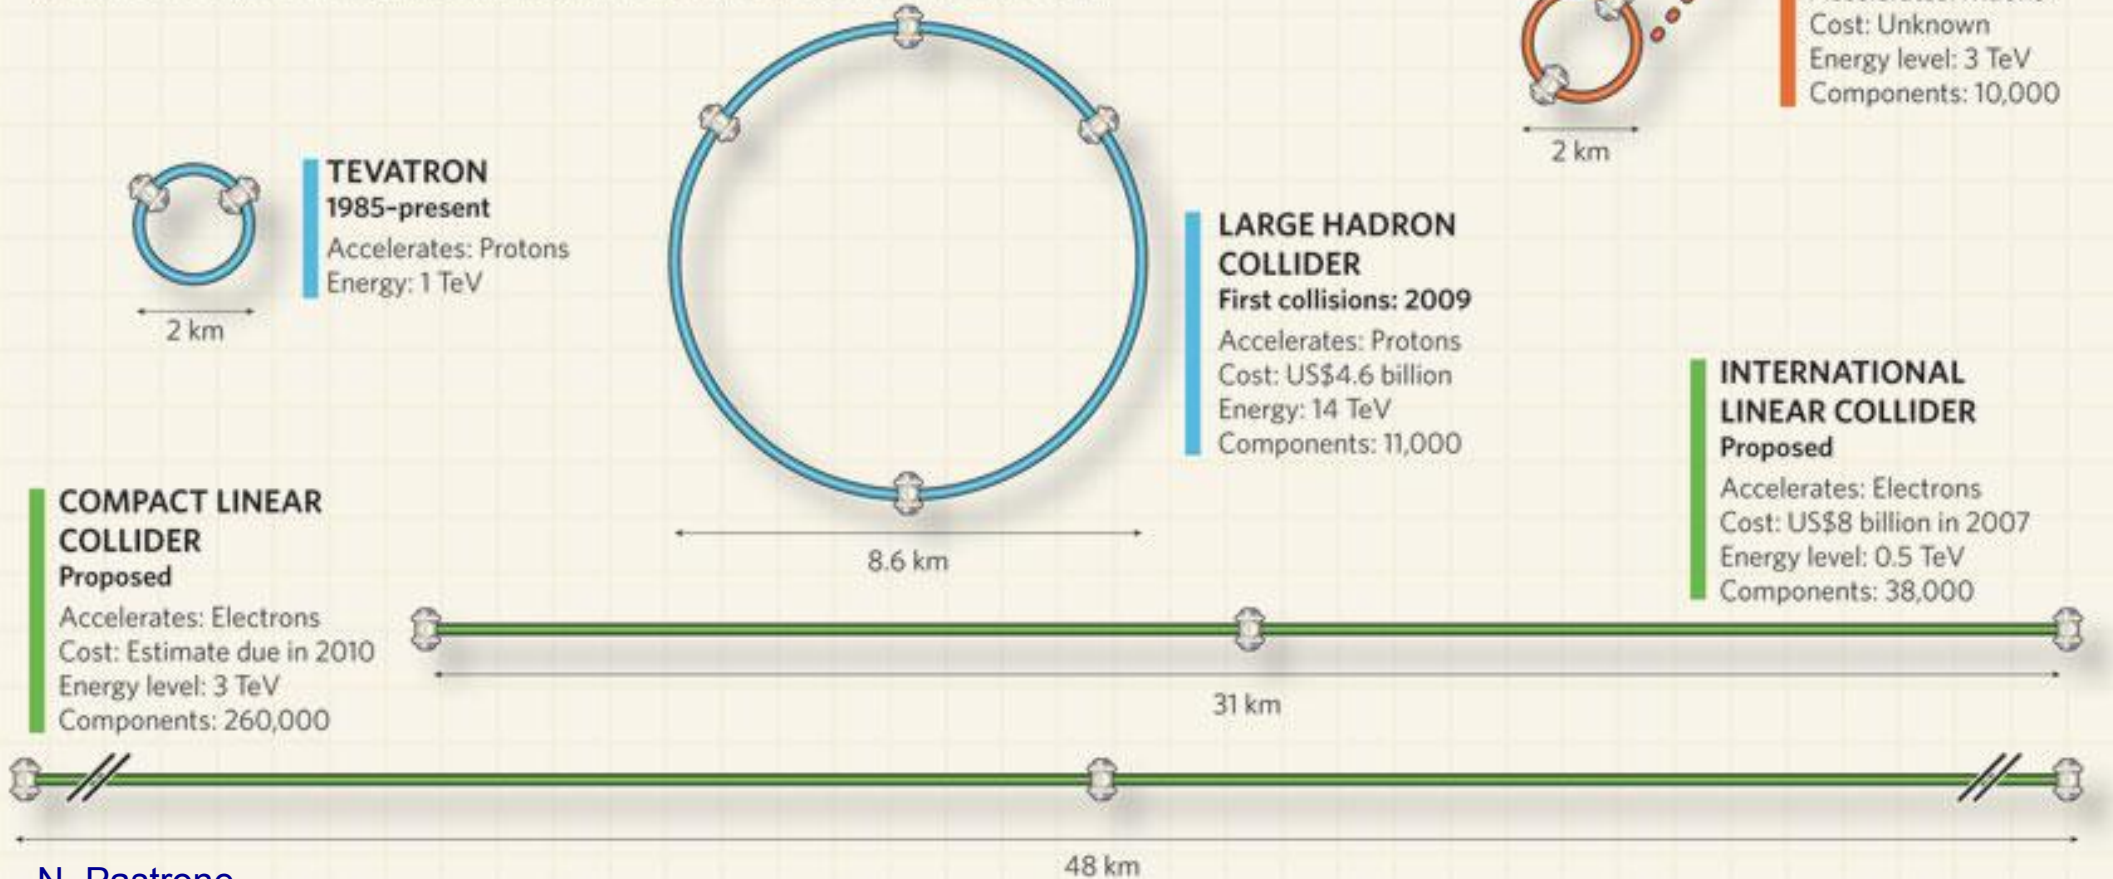 Cost: Unknown
Energy level: 3 TeV
Components: 10,000
2 km
TEVATRON
1985–present
Accelerates: Protons
Energy: 1 TeV
2 km
LARGE HADRON
COLLIDER
First collisions: 2009
Accelerates: Protons
Cost: US$4.6 billion
Energy: 14 TeV
Components: 11,000
8.6 km
INTERNATIONAL
LINEAR COLLIDER
Proposed
Accelerates: Electrons
Cost: US$8 billion in 2007
Energy level: 0.5 TeV
Components: 38,000
31 km
COMPACT LINEAR
COLLIDER
Proposed
Accelerates: Electrons
Cost: Estimate due in 2010
Energy level: 3 TeV
Components: 260,000
48 km
N. Pastrone